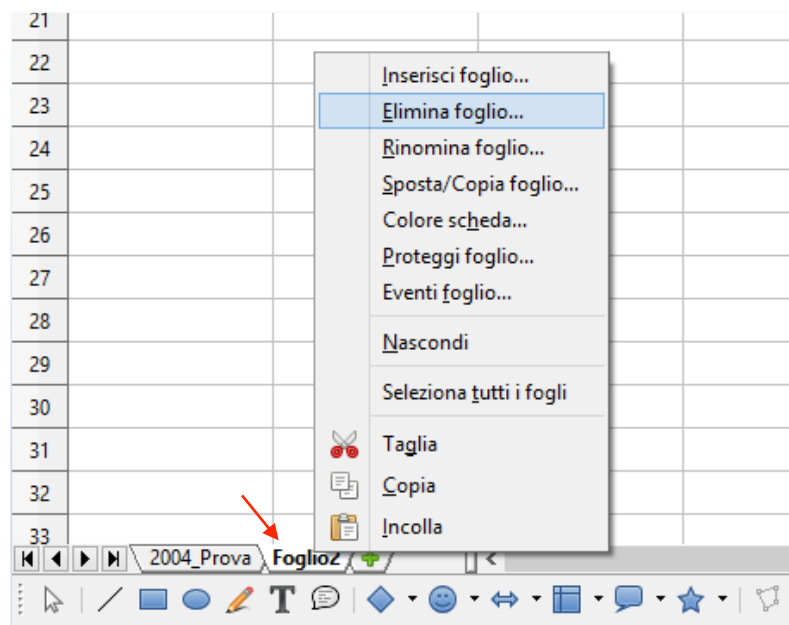 21
22
23
24
25
26
27
28
29
30
31
32
33
Inserisci foglio...
Elimina foglio...
Rinomina foglio...
Sposta/Copia foglio...
Colore scheda...
Proteggi foglio...
Eventi foglio...
Nascondi
Seleziona tutti i fogli
Taglia
Copia
Incolla
2004_Prova Foglio2
T